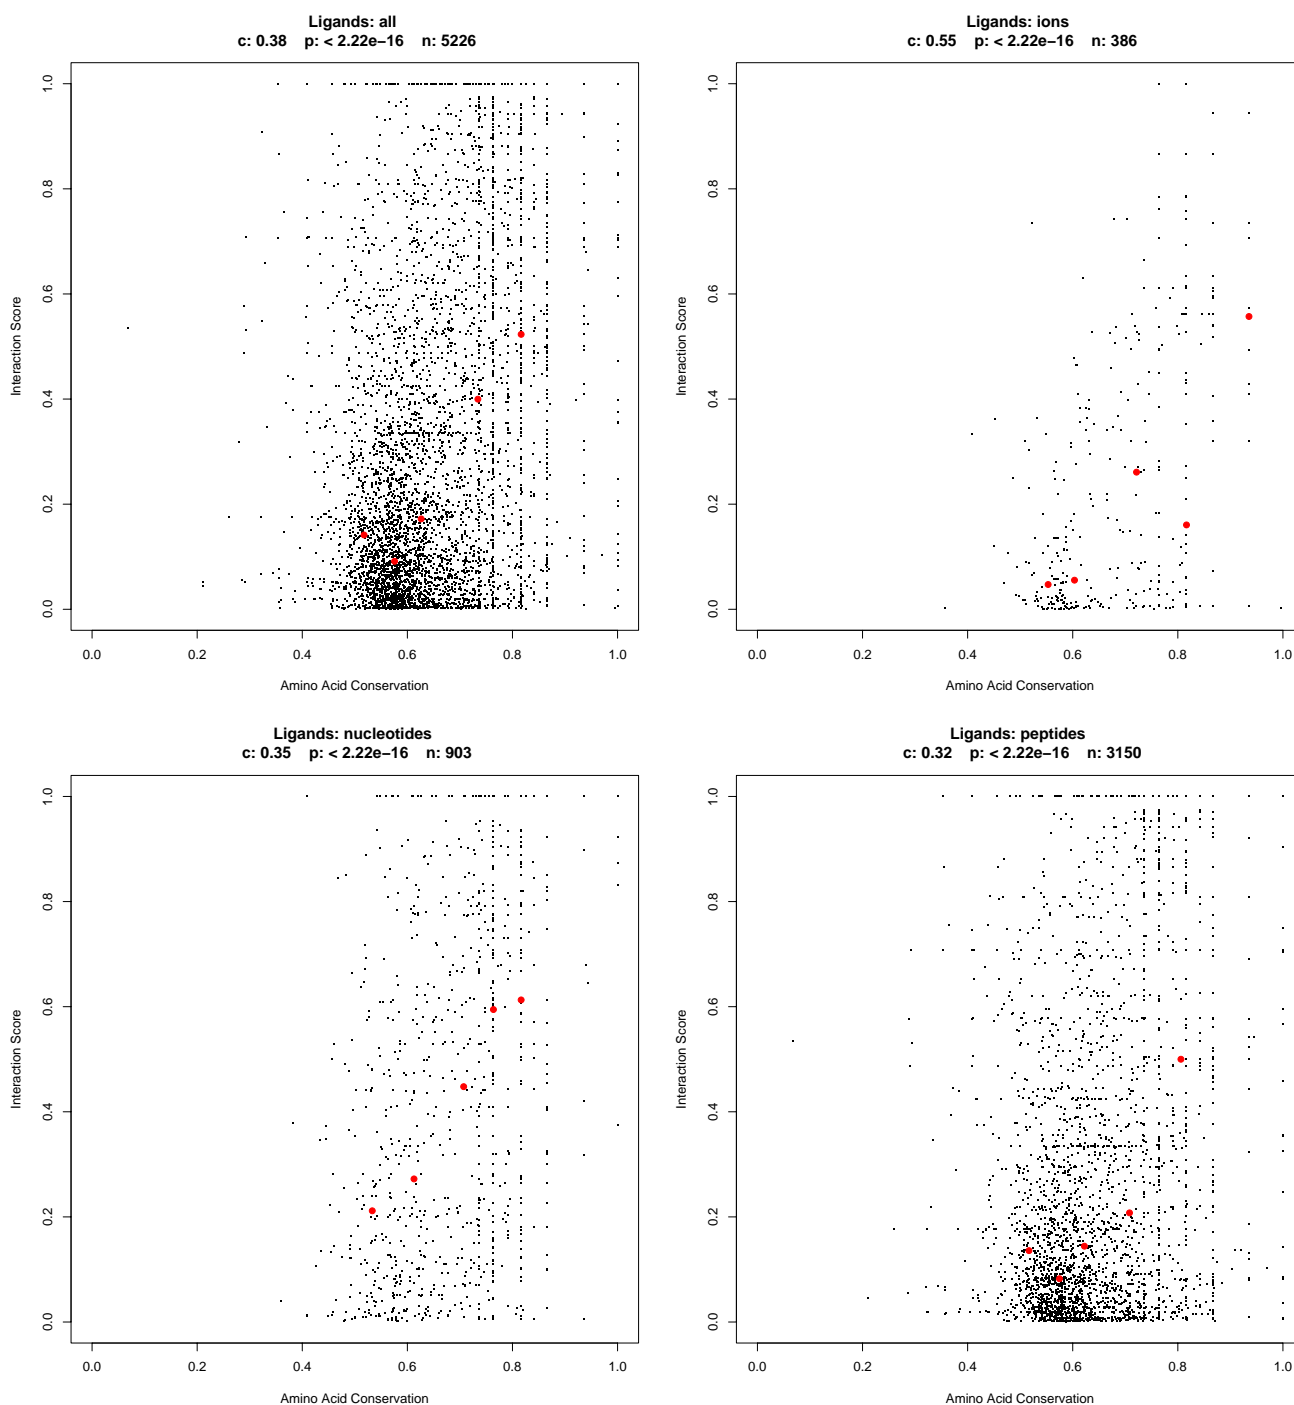 Ligands: all
c: 0.38 p: < 2.22e−16 n: 5226
Interaction Score
1.0
0.8
0.6
0.4
0.2
0.0
0.0 0.2 0.4 0.6 0.8 1.0
Amino Acid Conservation
Ligands: ions
c: 0.55 p: < 2.22e−16 n: 386
Interaction Score
1.0
0.8
0.6
0.4
0.2
0.0
0.0 0.2 0.4 0.6 0.8 1.0
Amino Acid Conservation
Ligands: nucleotides
c: 0.35 p: < 2.22e−16 n: 903
Interaction Score
1.0
0.8
0.6
0.4
0.2
0.0
0.0 0.2 0.4 0.6 0.8 1.0
Amino Acid Conservation
Ligands: peptides
c: 0.32 p: < 2.22e−16 n: 3150
Interaction Score
1.0
0.8
0.6
0.4
0.2
0.0
0.0 0.2 0.4 0.6 0.8 1.0
Amino Acid Conservation